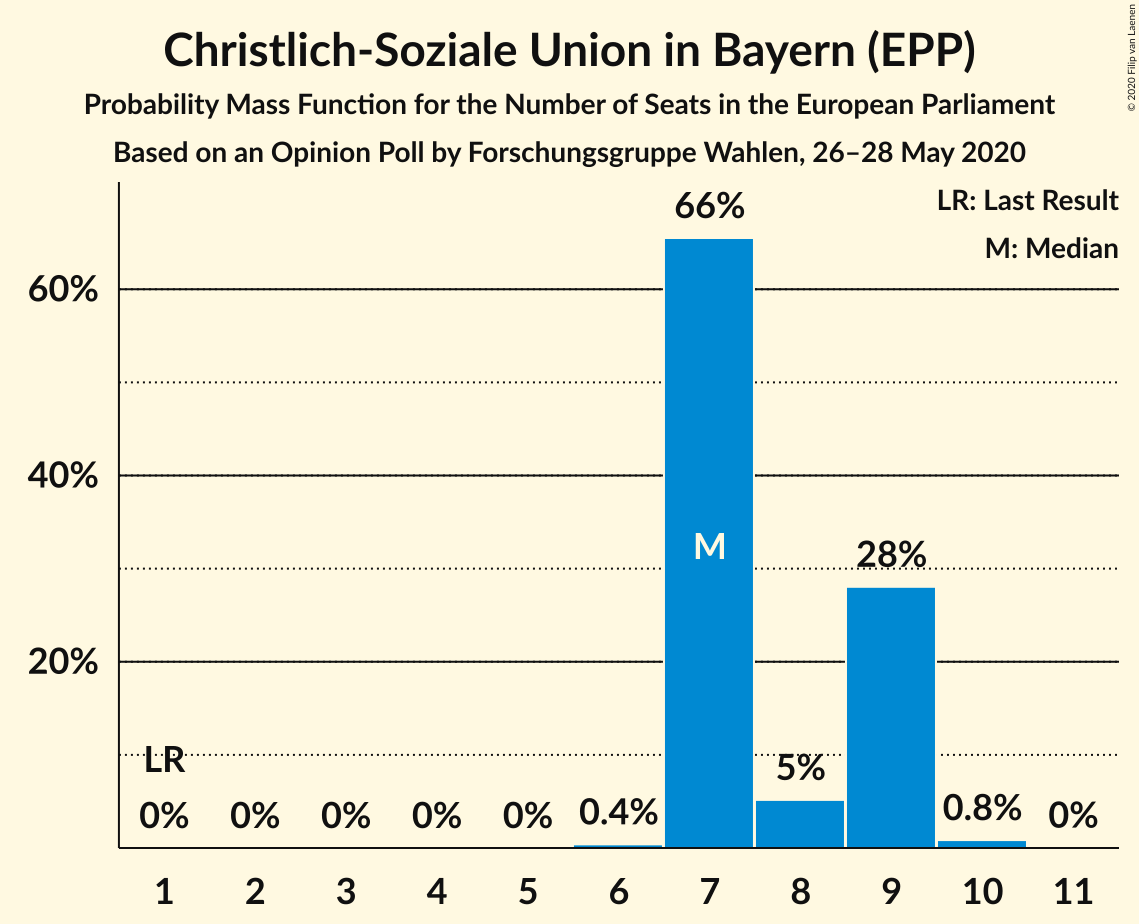 Christlich-Soziale Union in Bayern (EPP)
Probability Mass Function for the Number of Seats in the European Parliament
Based on an Opinion Poll by Forschungsgruppe Wahlen, 26–28 May 2020
© 2020 Filip van Laenen
LR: Last Result
M: Median
66%
60%
40%
M
28%
20%
LR
5%
0% 0% 0% 0% 0% 0.4% 0.8% 0%
1 2 3 4 5 6 7 8 9 10 11